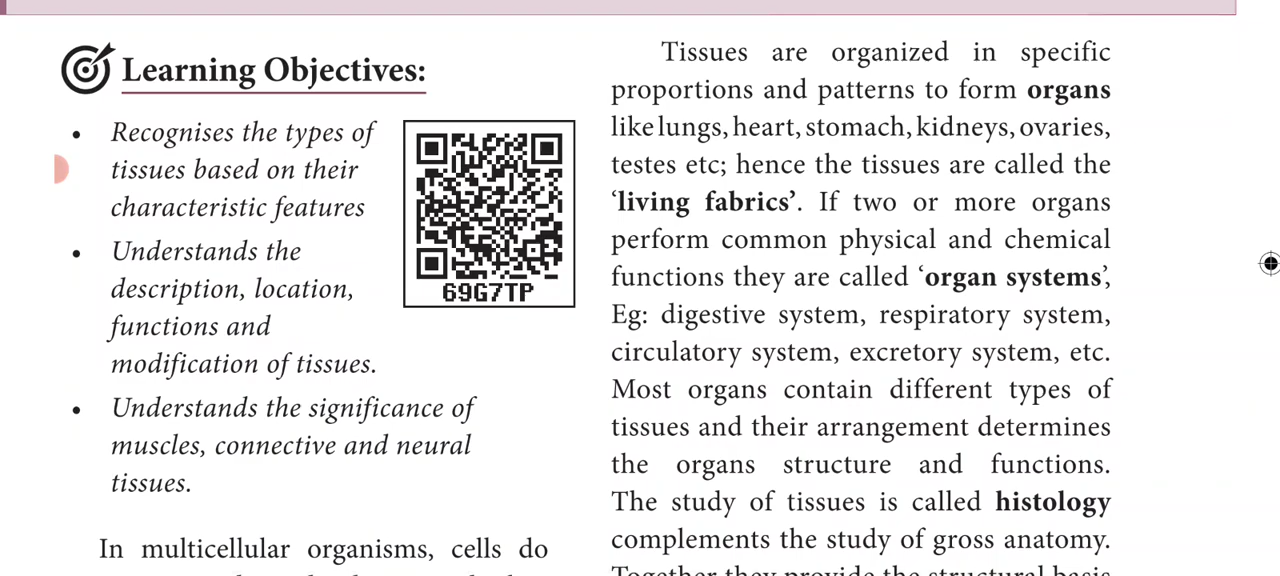 Learning Objectives:
• Recognises the types of
tissues based on their
characteristic features
• Understands the
description, location,
functions and
modification of tissues.
69G7TP
• Understands the significance of
muscles, connective and neural
tissues.
In multicellular organisms, cells do
Tissues are organized in specific
proportions and patterns to form organs
like lungs, heart, stomach, kidneys, ovaries,
testes etc; hence the tissues are called the
‘living fabrics’. If two or more organs
perform common physical and chemical
functions they are called ‘organ systems’,
Eg: digestive system, respiratory system,
circulatory system, excretory system, etc.
Most organs contain different types of
tissues and their arrangement determines
the organs structure and functions.
The study of tissues is called histology
complements the study of gross anatomy.
Together they provide the structural basis